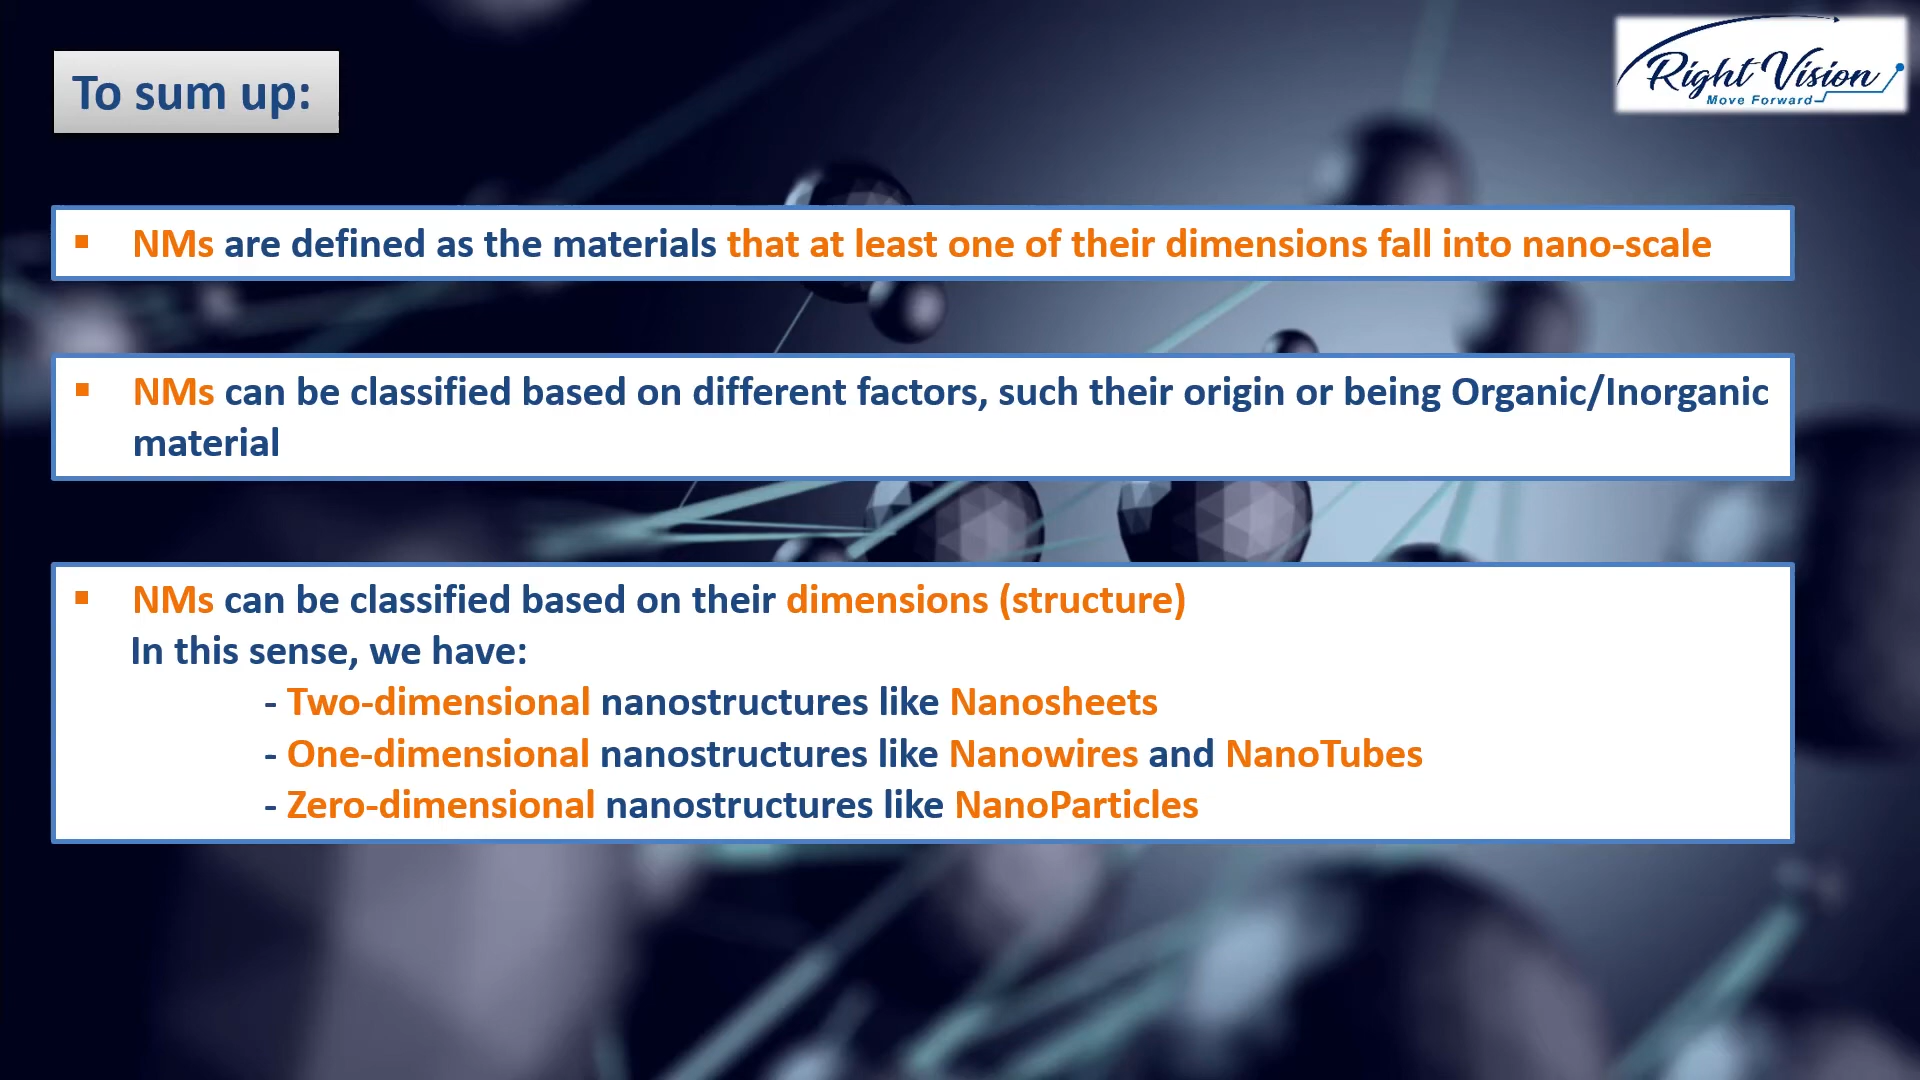 To sum up:
Right Vision
Move Forward
▪ NMs are defined as the materials that at least one of their dimensions fall into nano-scale
▪ NMs can be classified based on different factors, such their origin or being Organic/Inorganic
material
▪ NMs can be classified based on their dimensions (structure)
In this sense, we have:
- Two-dimensional nanostructures like Nanosheets
- One-dimensional nanostructures like Nanowires and NanoTubes
- Zero-dimensional nanostructures like NanoParticles